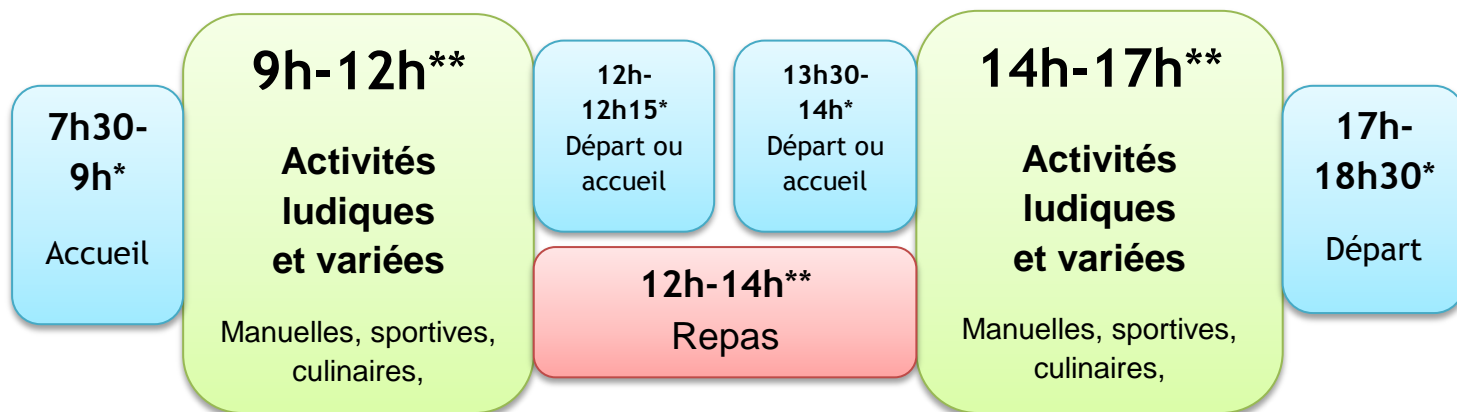 7h30-
9h*
Accueil
9h-12h**
Activités
ludiques
et variées
Manuelles, sportives,
culinaires,
12h-
12h15*
Départ ou
accueil
13h30-
14h*
Départ ou
accueil
12h-14h**
Repas
14h-17h**
Activités
ludiques
et variées
Manuelles, sportives,
culinaires,
17h-
18h30*
Départ